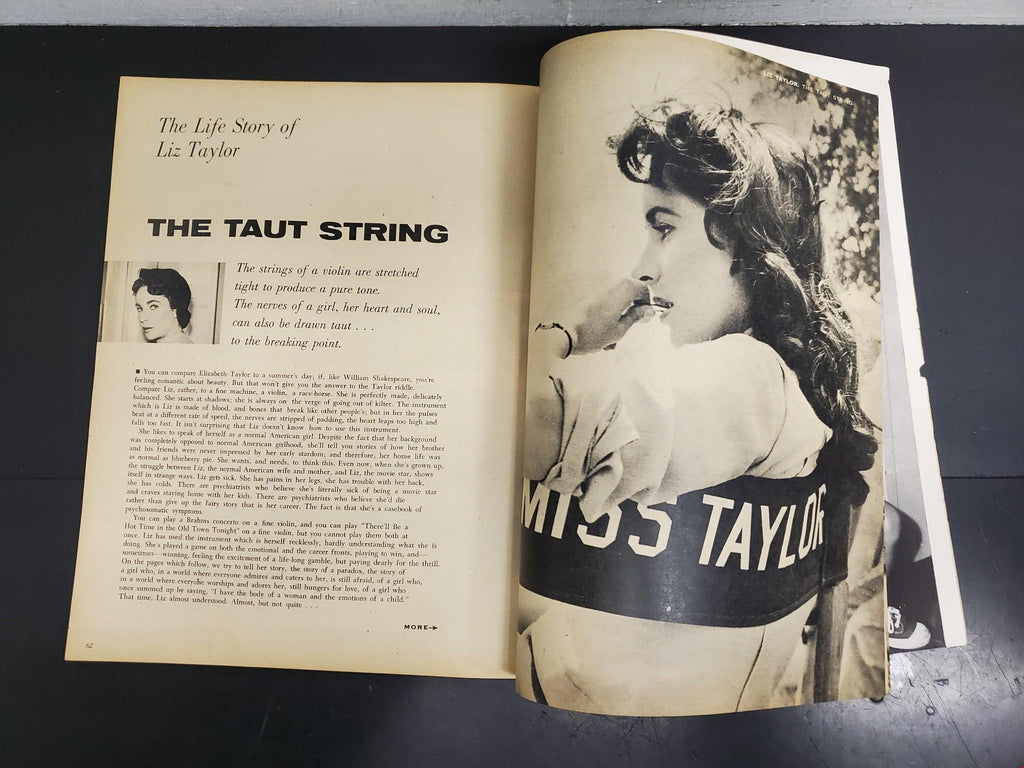 The Life Story of
Liz Taylor
THE TAUT STRING
The strings of a violin are stretched
tight to produce a pure tone.
The nerves of a girl, her heart and soul,
can also be drawn taut . . .
to the breaking point.
■ You can compare Elizabeth Taylor to a summer's day, if, like William Shakespeare, you're
feeling romantic about beauty. But that won't give you the answer to the Taylor riddle.
Compare Liz, rather, to a fine machine, a violin, a race-horse. She is perfectly made, delicately
balanced. She starts at shadows; she is always on the verge of going out of kilter. The instrument
which is Liz is made of blood, and bones that break like other people's; but in her the pulses
beat at a different rate of speed, the nerves are stripped of padding, the heart leaps too high and
falls too fast. It isn't surprising that Liz doesn't know how to use this instrument.
She likes to speak of herself as a normal American girl. Despite the fact that her background
was completely opposed to normal American girlhood, she'll tell you stories of how her brother
and his friends were never impressed by her early stardom; and therefore, her home life was
as normal as blueberry pie. She wants, and needs, to think this. Even now, when she's grown up,
the struggle between Liz, the normal American wife and mother, and Liz, the movie star, shows
itself in strange ways. Liz gets sick. She has pains in her legs, she has trouble with her back,
she has colds. There are psychiatrists who believe she's literally sick of being a movie star
and craves staying home with her kids. There are psychiatrists who believe she'd die
rather than give up the fairy story that is her career. The fact is that she's a casebook of
psychosomatic symptoms.
You can play a Brahms concerto on a fine violin, and you can play "There'll Be a
Hot Time in the Old Town Tonight" on a fine violin, but you cannot play them both at
once. Liz has used the instrument which is herself recklessly, hardly understanding what she is
doing. She's played a game on both the emotional and the career fronts, playing to win, and—
sometimes—winning, feeling the excitement of a life-long gamble, but paying dearly for the thrill.
On the pages which follow, we try to tell her story, the story of a paradox, the story of
a girl who, in a world where everyone admires and caters to her, is still afraid, of a girl who,
in a world where everyone worships and adores her, still hungers for love, of a girl who
once summed up by saying, "I have the body of a woman and the emotions of a child."
That time, Liz almost understood. Almost, but not quite . . .
MORE→
62
LIZ TAYLOR, THE TAUT STRING
MISS TAYLOR
67